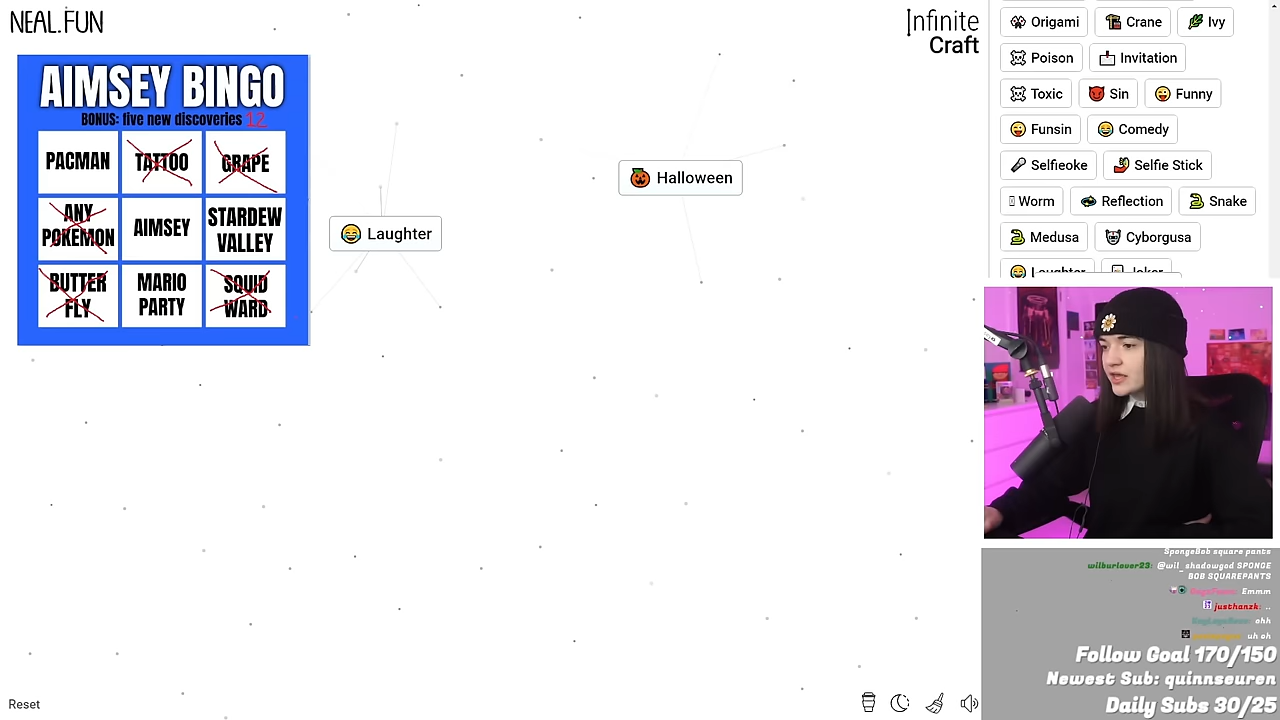 NEAL.FUN
Infinite
Craft
AIMSEY BINGO
BONUS: five new discoveries 12
PACMAN
TATTOO
GRAPE
ANY
POKEMON
AIMSEY
STARDEW
VALLEY
BUTTER
FLY
MARIO
PARTY
SQUID
WARD
Laughter
Halloween
Origami
Crane
Ivy
Poison
Invitation
Toxic
Sin
Funny
Funsin
Comedy
Selfieoke
Selfie Stick
Worm
Reflection
Snake
Medusa
Cyborgusa
Laughter
Joker
SpongeBob square pants
wilburlover23: @wil_shadowgod SPONGE
BOB SQUAREPANTS
Emmm
justhanzk: ..
ohh
uh oh
Follow Goal 170/150
Newest Sub: quinnseuren
Daily Subs 30/25
Reset